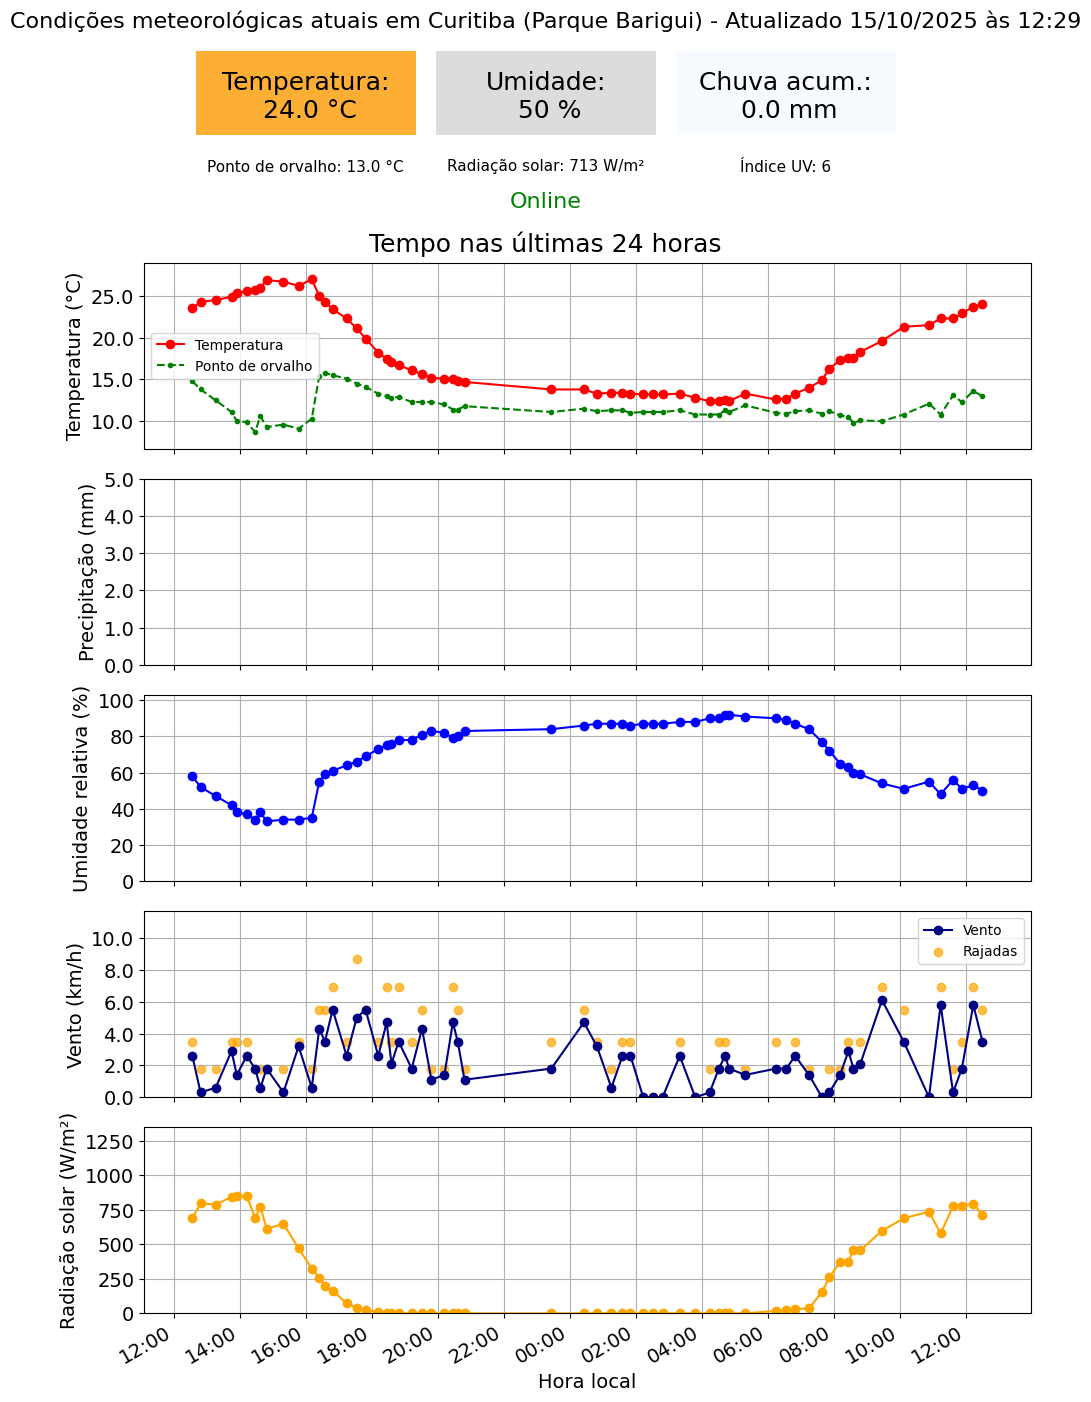 Condições meteorológicas atuais em Curitiba (Parque Barigui) - Atualizado 15/10/2025 às 12:29
Temperatura:
24.0 °C
Umidade:
50 %
Chuva acum.:
0.0 mm
Ponto de orvalho: 13.0 °C
Radiação solar: 713 W/m²
Índice UV: 6
Online
Tempo nas últimas 24 horas
Temperatura (°C)
25.0
20.0
15.0
10.0
Temperatura
Ponto de orvalho
Precipitação (mm)
5.0
4.0
3.0
2.0
1.0
0.0
Umidade relativa (%)
100
80
60
40
20
0
Vento (km/h)
10.0
8.0
6.0
4.0
2.0
0.0
Vento
Rajadas
Radiação solar (W/m²)
1250
1000
750
500
250
0
12:00
14:00
16:00
18:00
20:00
22:00
00:00
02:00
04:00
06:00
08:00
10:00
12:00
Hora local